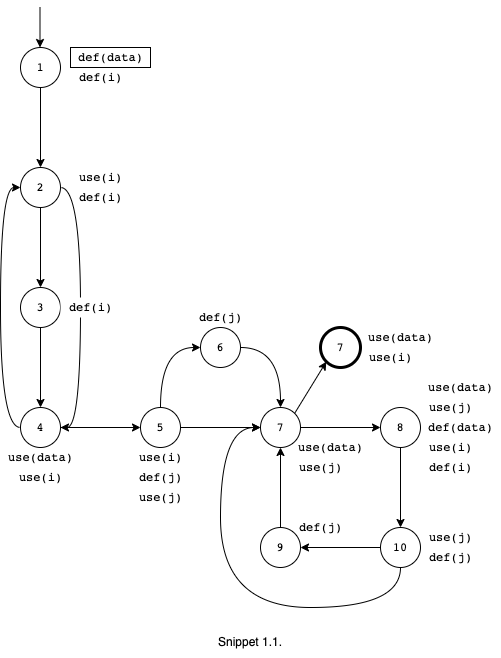 1
def(data)
def(i)
2
use(i)
def(i)
3
def(i)
4
use(data)
use(i)
5
use(i)
def(j)
use(j)
def(j)
6
7
use(data)
use(i)
7
use(data)
use(j)
8
use(data)
use(j)
def(data)
use(i)
def(i)
9
def(j)
10
use(j)
def(j)
Snippet 1.1.